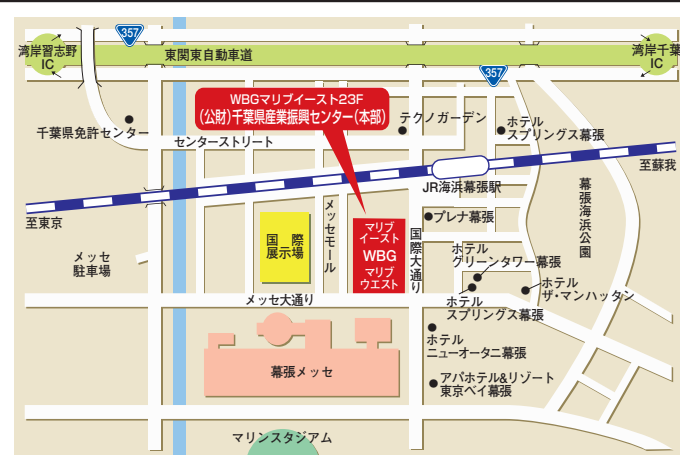 357
湾岸習志野
IC
東関東自動車道
湾岸千葉
IC
357
WBGマリブイースト23F
(公財)千葉県産業振興センター(本部)
テクノガーデン
ホテル
スプリングス幕張
千葉県免許センター
センターストリート
至蘇我
JR海浜幕張駅
幕張海浜公園
至東京
メッセモール
プレナ幕張
マリブ
イースト
WBG
マリブ
ウエスト
国際大通り
国際
展示場
メッセ
駐車場
ホテル
グリーンタワー幕張
ホテル
ザ・マンハッタン
メッセ大通り
ホテル
スプリングス幕張
ホテル
ニューオータニ幕張
幕張メッセ
アパホテル&リゾート
東京ベイ幕張
マリンスタジアム